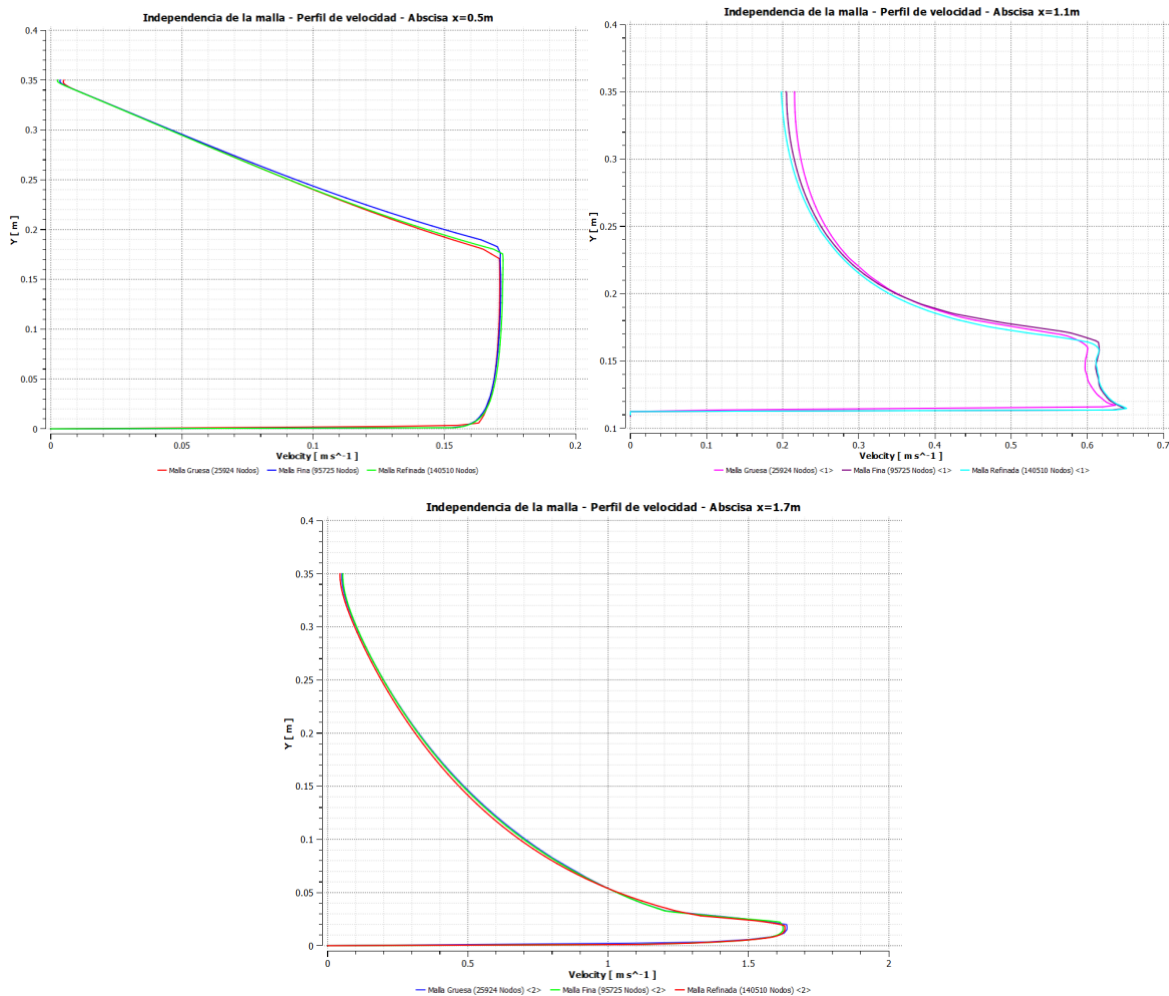 Independencia de la malla - Perfil de velocidad - Abscisa x=0.5m
0.4
0.35
0.3
0.25
0.2
0.15
0.1
0.05
0
Y [ m ]
0 0.05 0.1 0.15 0.2
Velocity [ m s^-1 ]
Malla Gruesa (25924 Nodos) Malla Fina (95725 Nodos) Malla Refinada (140510 Nodos)
Independencia de la malla - Perfil de velocidad - Abscisa x=1.1m
0.4
0.35
0.3
0.25
0.2
0.15
0.1
Y [ m ]
0 0.1 0.2 0.3 0.4 0.5 0.6 0.7
Velocity [ m s^-1 ]
Malla Gruesa (25924 Nodos) <1> Malla Fina (95725 Nodos) <1> Malla Refinada (140510 Nodos) <1>
Independencia de la malla - Perfil de velocidad - Abscisa x=1.7m
0.4
0.35
0.3
0.25
0.2
0.15
0.1
0.05
0
Y [ m ]
0 0.5 1 1.5 2
Velocity [ m s^-1 ]
Malla Gruesa (25924 Nodos) <2> Malla Fina (95725 Nodos) <2> Malla Refinada (140510 Nodos) <2>